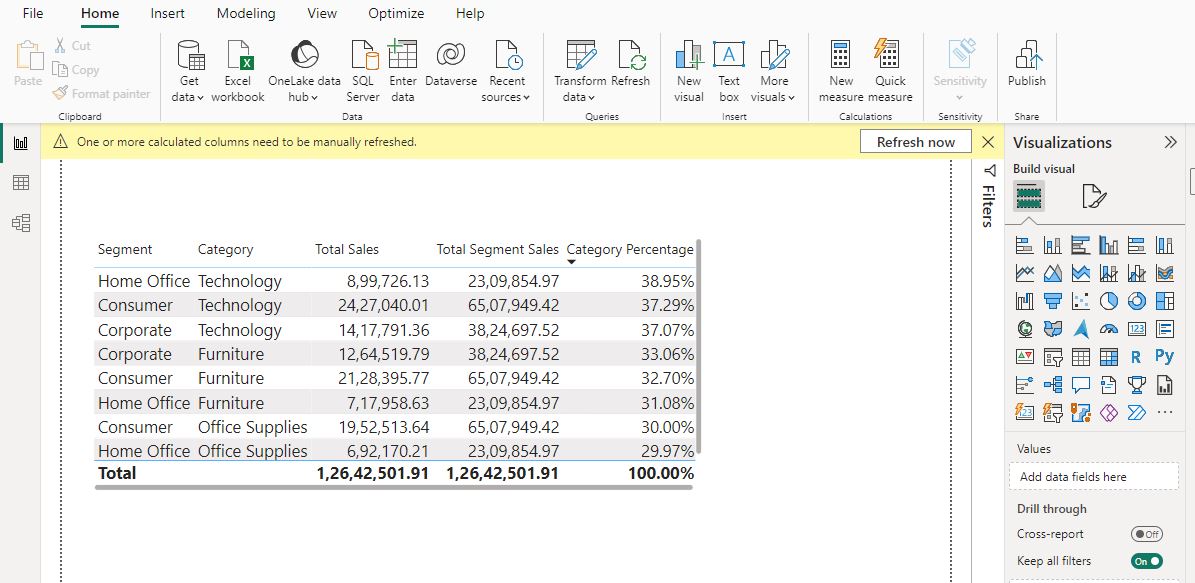 File Home Insert Modeling View Optimize Help
Paste
Cut
Copy
Format painter
Clipboard
Get data
Excel workbook
OneLake data hub
SQL Server
Enter data
Dataverse
Recent sources
Data
Transform data
Refresh
Queries
New visual
Text box
More visuals
Insert
New measure
Quick measure
Calculations
Sensitivity
Sensitivity
Publish
Share
One or more calculated columns need to be manually refreshed.
Refresh now
Segment Category Total Sales Total Segment Sales Category Percentage
Home Office Technology 8,99,726.13 23,09,854.97 38.95%
Consumer Technology 24,27,040.01 65,07,949.42 37.29%
Corporate Technology 14,17,791.36 38,24,697.52 37.07%
Corporate Furniture 12,64,519.79 38,24,697.52 33.06%
Consumer Furniture 21,28,395.77 65,07,949.42 32.70%
Home Office Furniture 7,17,958.63 23,09,854.97 31.08%
Consumer Office Supplies 19,52,513.64 65,07,949.42 30.00%
Home Office Office Supplies 6,92,170.21 23,09,854.97 29.97%
Total 1,26,42,501.91 1,26,42,501.91 100.00%
Filters
Visualizations
Build visual
123
R
Py
123
Values
Add data fields here
Drill through
Cross-report Off
Keep all filters On